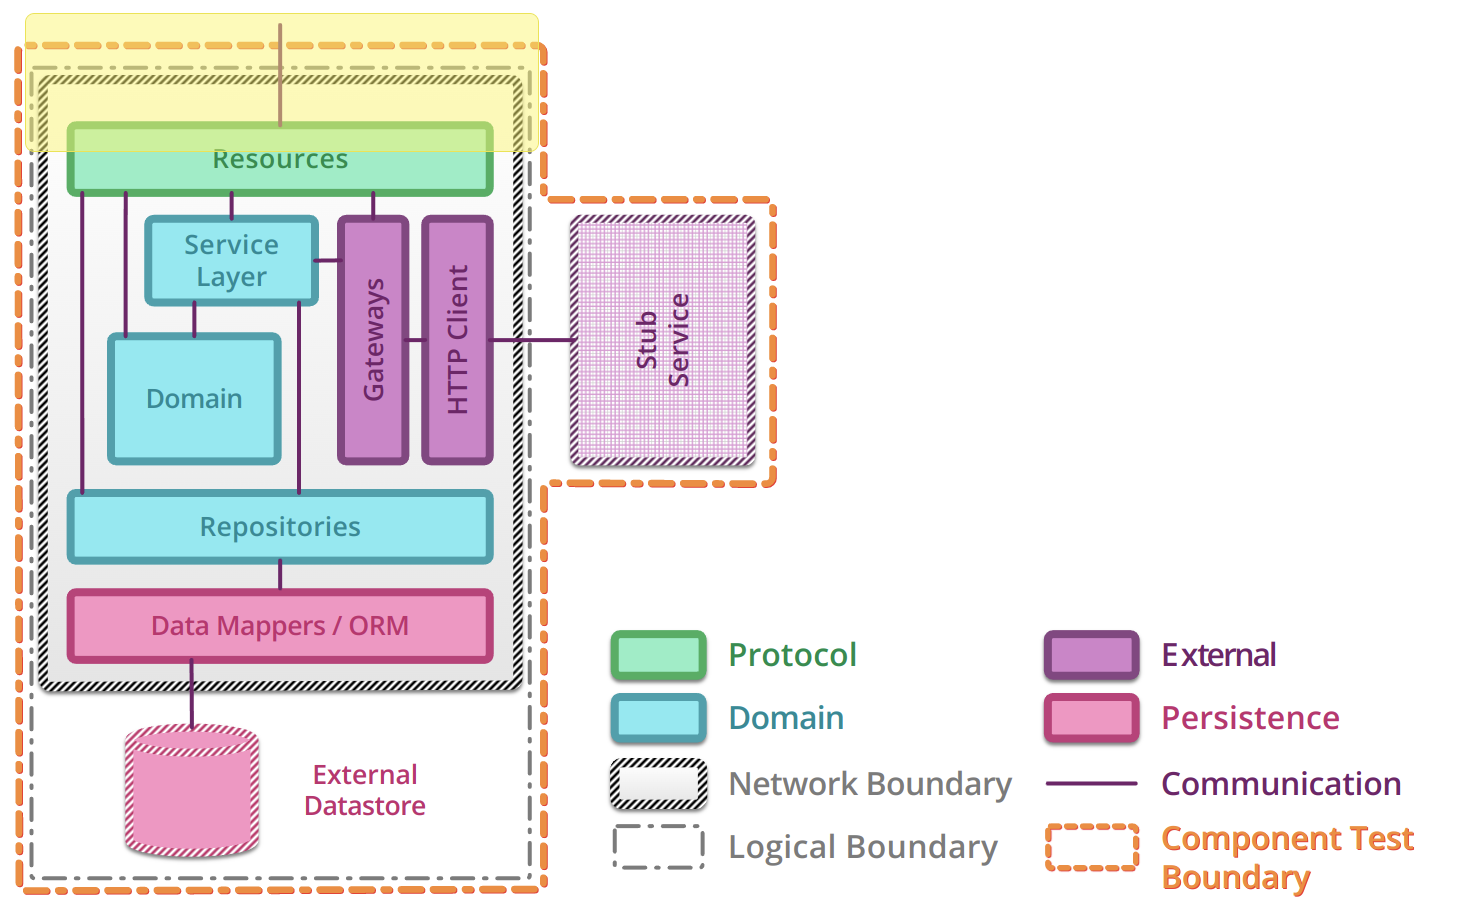 Resources
Service
Layer
Gateways
HTTP Client
Stub
Service
Domain
Repositories
Data Mappers / ORM
External
Datastore
Protocol
External
Domain
Persistence
Network Boundary
Communication
Logical Boundary
Component Test
Boundary